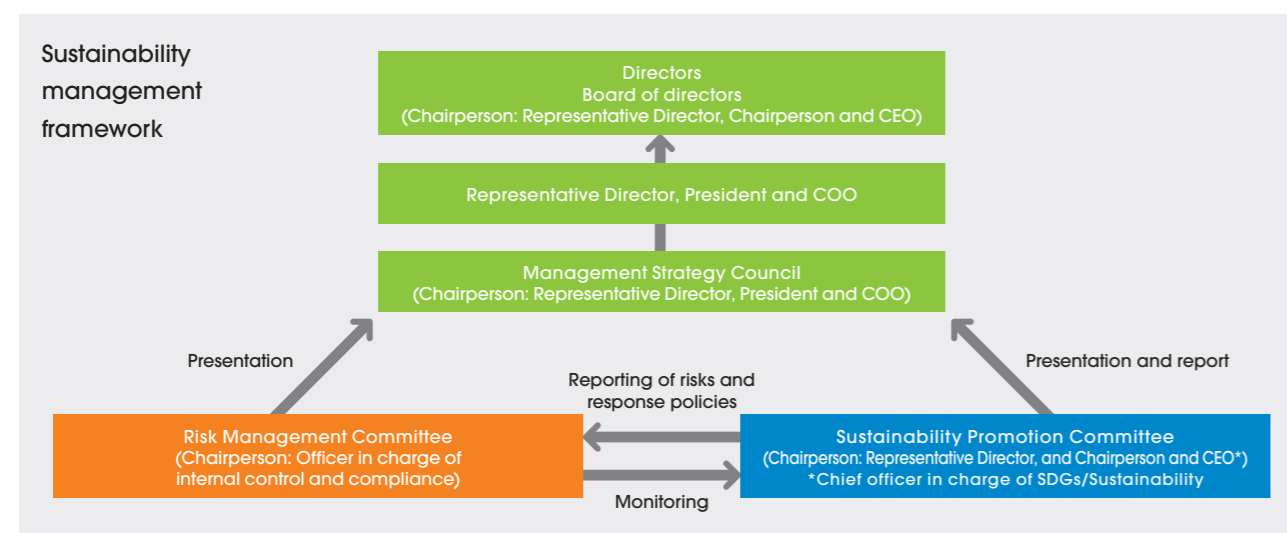 Sustainability
management
framework
Directors
Board of directors
(Chairperson: Representative Director, Chairperson and CEO)
Representative Director, President and COO
Management Strategy Council
(Chairperson: Representative Director, President and COO)
Presentation
Presentation and report
Reporting of risks and
response policies
Risk Management Committee
(Chairperson: Officer in charge of
internal control and compliance)
Sustainability Promotion Committee
(Chairperson: Representative Director, and Chairperson and CEO*)
*Chief officer in charge of SDGs/Sustainability
Monitoring